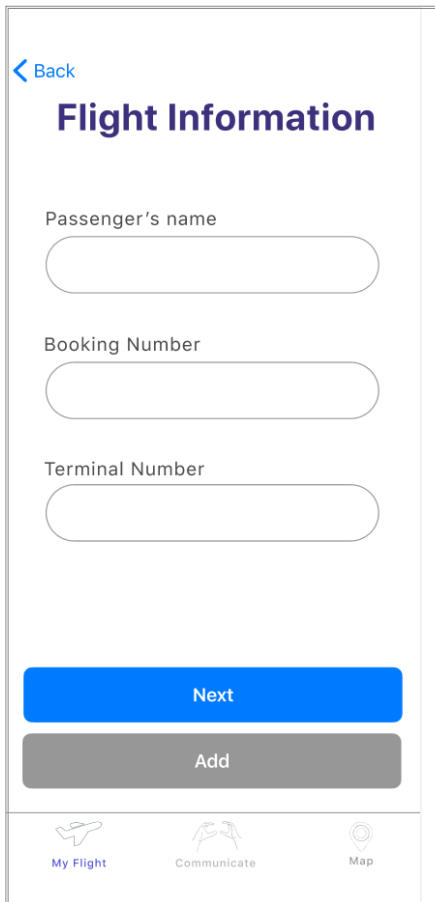 Back
Flight Information
Passenger’s name
Booking Number
Terminal Number
Next
Add
My Flight
Communicate
Map